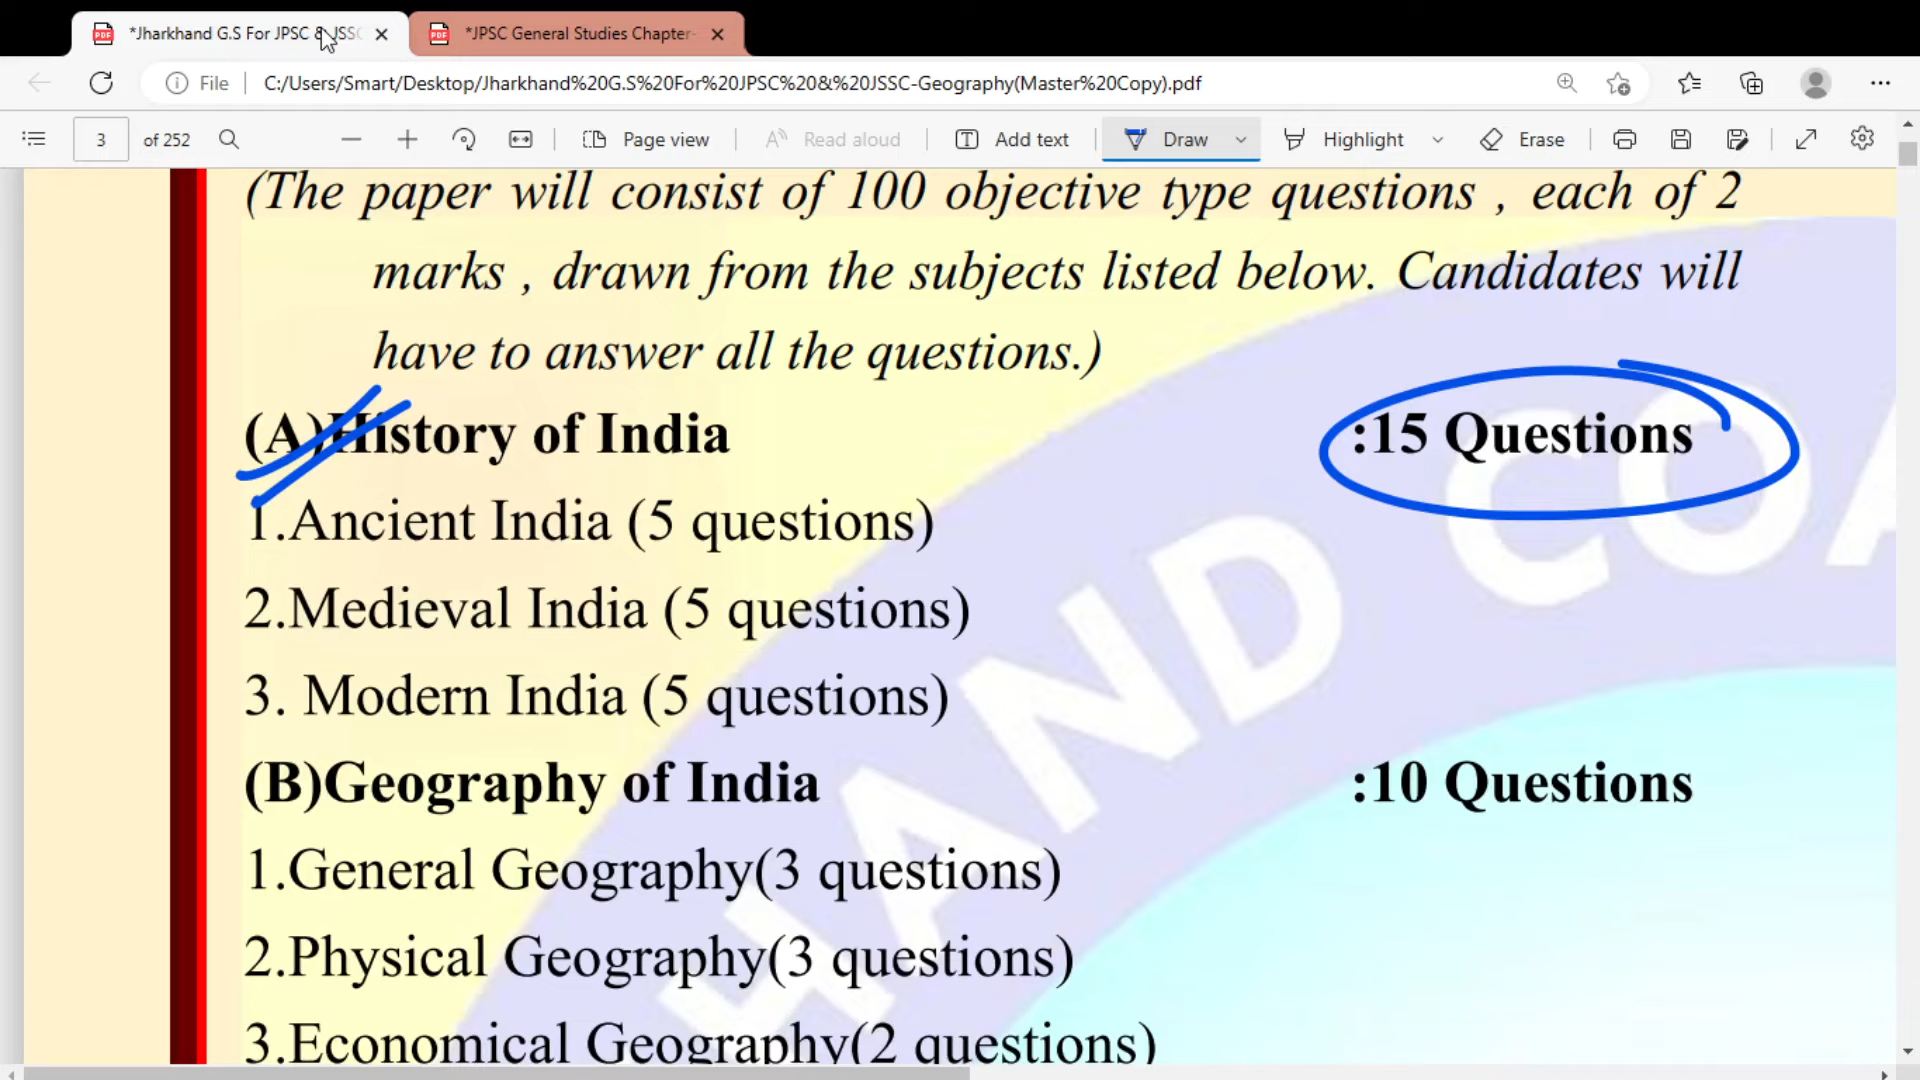 *Jharkhand G.S For JPSC & JSSC
*JPSC General Studies Chapter-
File
C:/Users/Smart/Desktop/Jharkhand%20G.S%20For%20JPSC%20&%20JSSC-Geography(Master%20Copy).pdf
3 of 252
Page view
Read aloud
Add text
Draw
Highlight
Erase
(The paper will consist of 100 objective type questions , each of 2
marks , drawn from the subjects listed below. Candidates will
have to answer all the questions.)
(A)History of India :15 Questions
1.Ancient India (5 questions)
2.Medieval India (5 questions)
3. Modern India (5 questions)
(B)Geography of India :10 Questions
1.General Geography(3 questions)
2.Physical Geography(3 questions)
3.Economical Geography(2 questions)
HAND COA